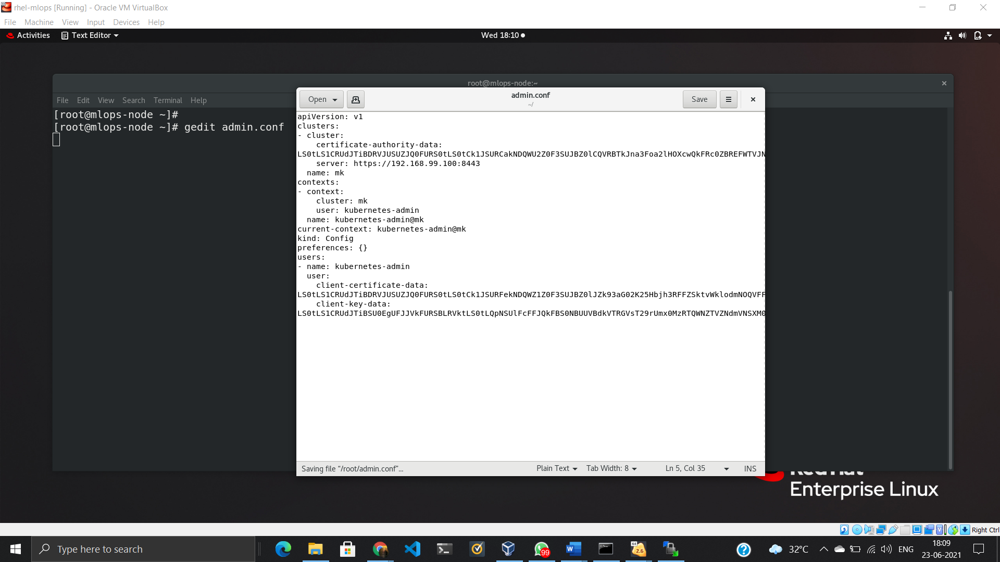 rhel-mlops [Running] - Oracle VM VirtualBox
File Machine View Input Devices Help
Activities Text Editor Wed 18:10
root@mlops-node:~
File Edit View Search Terminal Help
[root@mlops-node ~]#
[root@mlops-node ~]# gedit admin.conf
Open admin.conf Save
~/
apiVersion: v1
clusters:
- cluster:
certificate-authority-data:
server: https://192.168.99.100:8443
name: mk
contexts:
- context:
cluster: mk
user: kubernetes-admin
name: kubernetes-admin@mk
current-context: kubernetes-admin@mk
kind: Config
preferences: {}
users:
- name: kubernetes-admin
user:
client-certificate-data:
client-key-data:
Saving file “/root/admin.conf”... Plain Text Tab Width: 8 Ln 5, Col 35 INS
Enterprise Linux
Right Ctrl
Type here to search
99
64
2.6
32°C ENG 18:09
23-06-2021